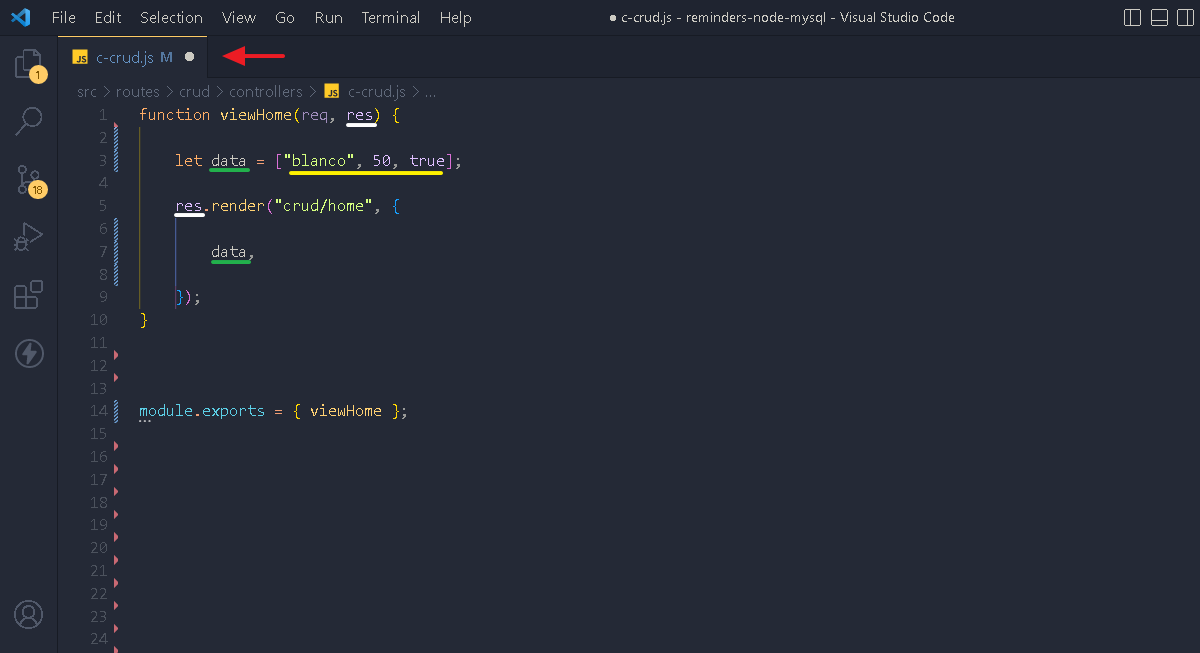 File Edit Selection View Go Run Terminal Help
● c-crud.js - reminders-node-mysql - Visual Studio Code
JS c-crud.js M ●
1
src > routes > crud > controllers > JS c-crud.js > ...
1 function viewHome(req, res) {
2
3 let data = ["blanco", 50, true];
4
5 res.render("crud/home", {
18
6
7 data,
8
9 });
10 }
11
12
13
14 module.exports = { viewHome };
15
16
17
18
19
20
21
22
23
24